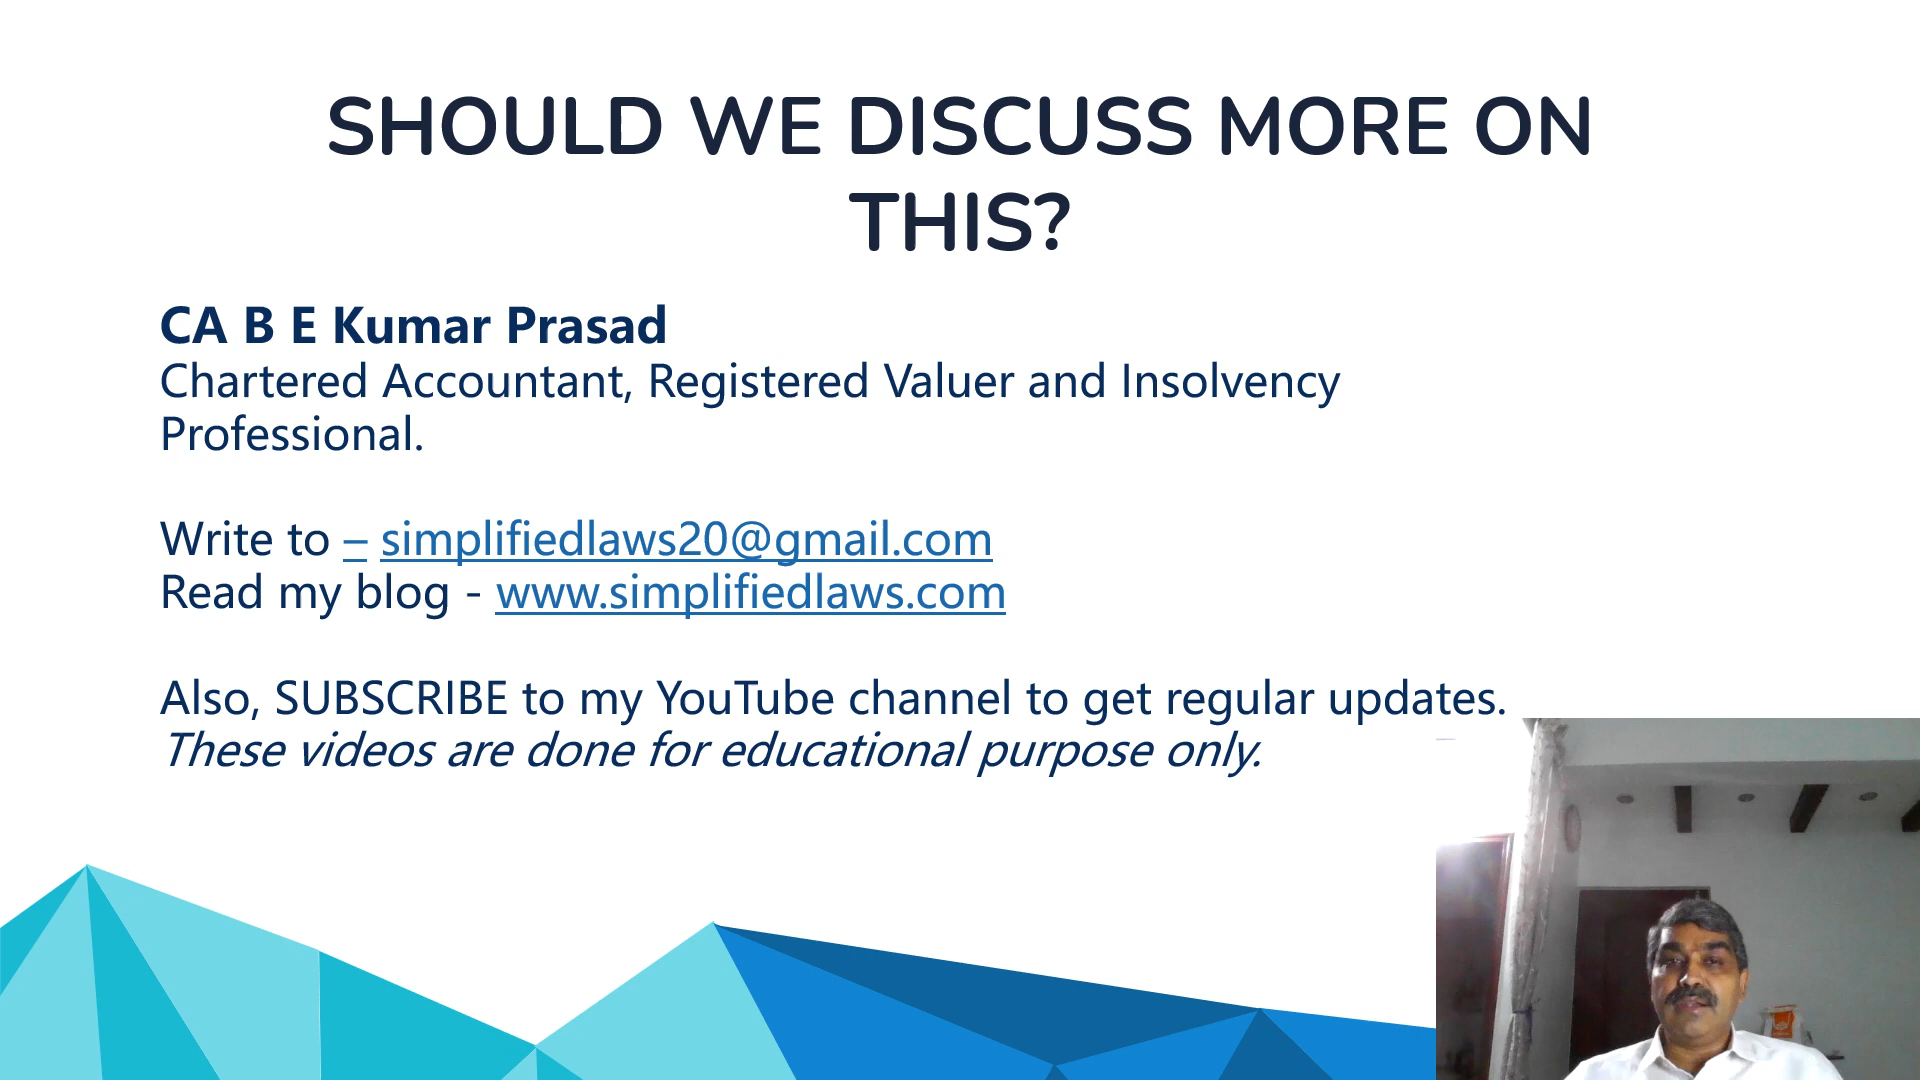 SHOULD WE DISCUSS MORE ON
THIS?
CA B E Kumar Prasad
Chartered Accountant, Registered Valuer and Insolvency
Professional.
Write to – simplifiedlaws20@gmail.com
Read my blog - www.simplifiedlaws.com
Also, SUBSCRIBE to my YouTube channel to get regular updates.
These videos are done for educational purpose only.